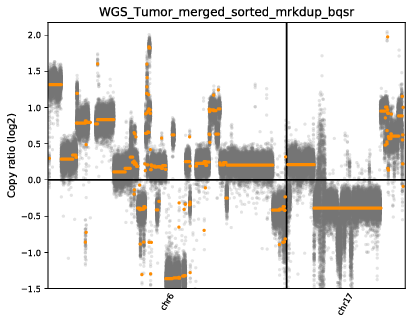 WGS_Tumor_merged_sorted_mrkdup_bqsr
Copy ratio (log2)
2.0
1.5
1.0
0.5
0.0
−0.5
−1.0
−1.5
chr6
chr17